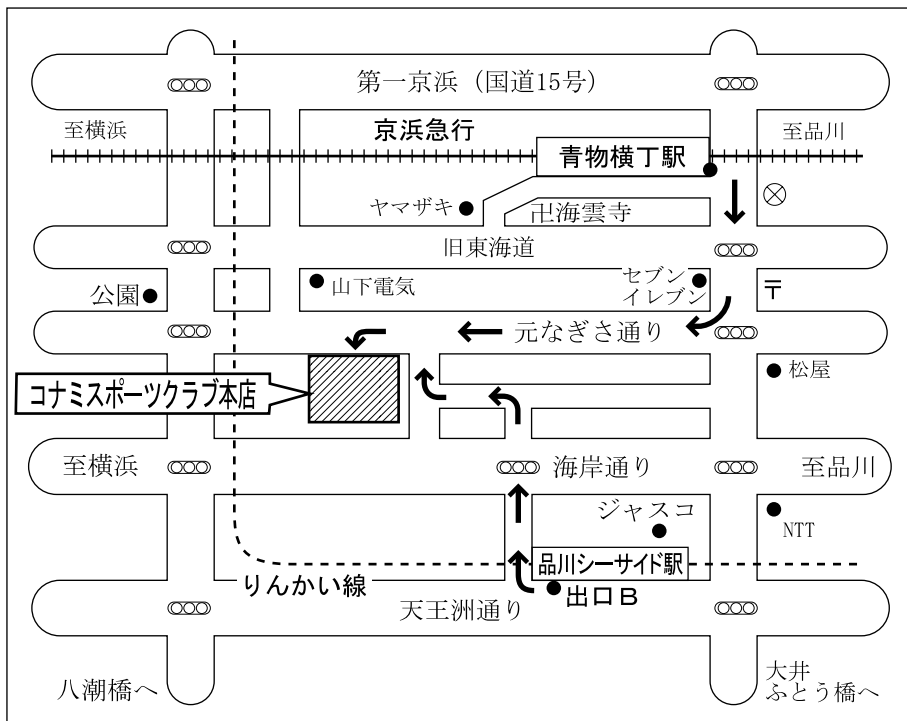 第一京浜（国道15号）
至横浜
京浜急行
至品川
青物横丁駅
ヤマザキ
卍海雲寺
旧東海道
公園
山下電気
セブン
イレブン
〒
元なぎさ通り
松屋
コナミスポーツクラブ本店
至横浜
海岸通り
至品川
ジャスコ
NTT
品川シーサイド駅
りんかい線
出口B
天王洲通り
八潮橋へ
大井
ふとう橋へ